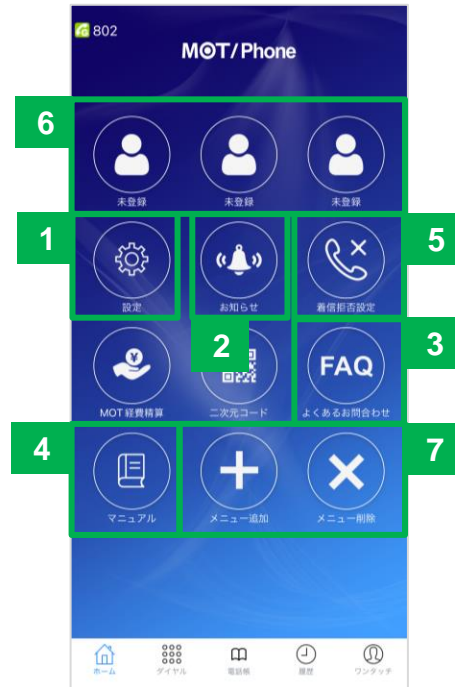 802
MOT/Phone
6
未登録 未登録 未登録
1
5
設定 お知らせ 着信拒否設定
2
3
FAQ
MOT経費精算 二次元コード よくあるお問合わせ
4
7
マニュアル メニュー追加 メニュー削除
ホーム ダイヤル 電話帳 履歴 ワンタッチ